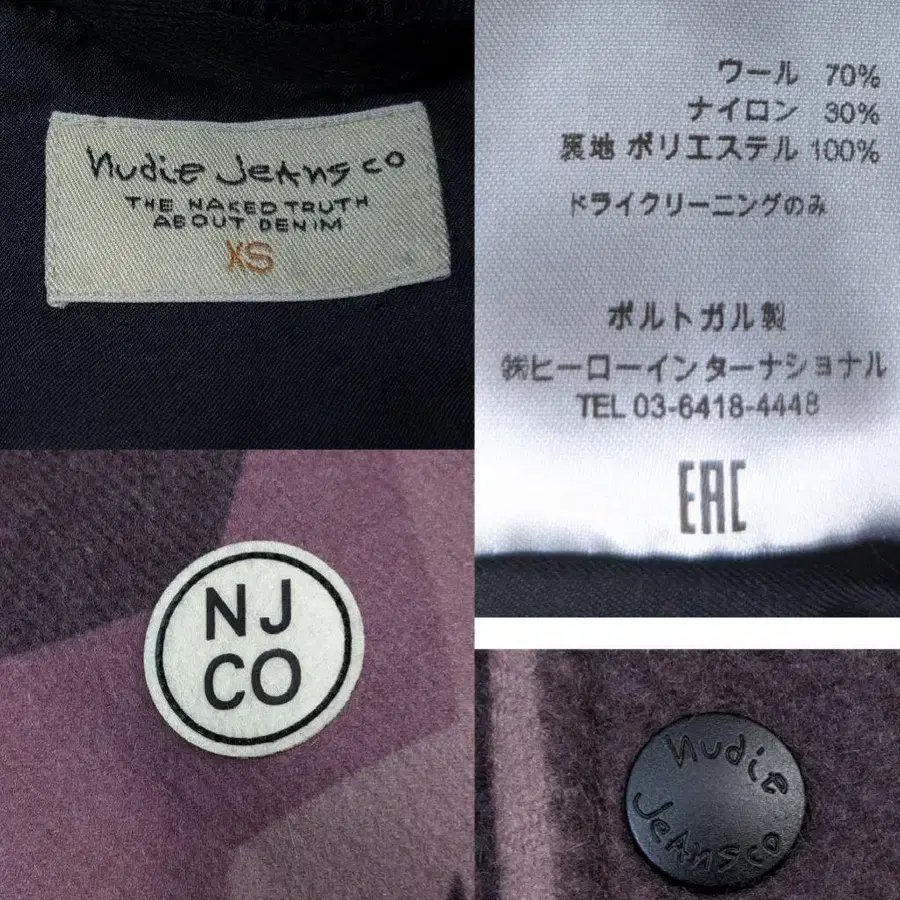 nudie Jeans co
THE NAKED TRUTH
ABOUT DENIM
XS
ウール 70%
ナイロン 30%
裏地 ポリエステル 100%
ドライクリーニングのみ
ポルトガル製
㈱ヒーローインターナショナル
TEL 03-6418-4448
EAC
NJ
CO
nudie
Jeans co